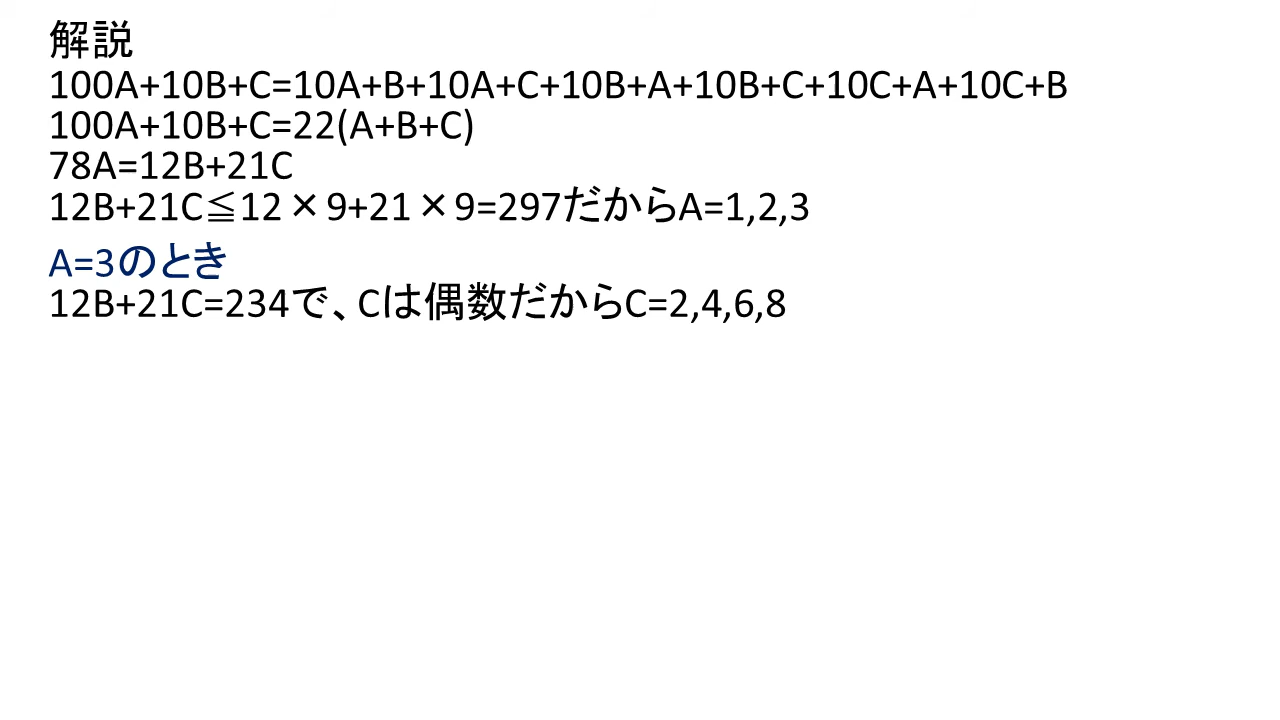 解説
100A+10B+C=10A+B+10A+C+10B+A+10B+C+10C+A+10C+B
100A+10B+C=22(A+B+C)
78A=12B+21C
12B+21C≦12×9+21×9=297だからA=1,2,3
A=3のとき
12B+21C=234で、Cは偶数だからC=2,4,6,8